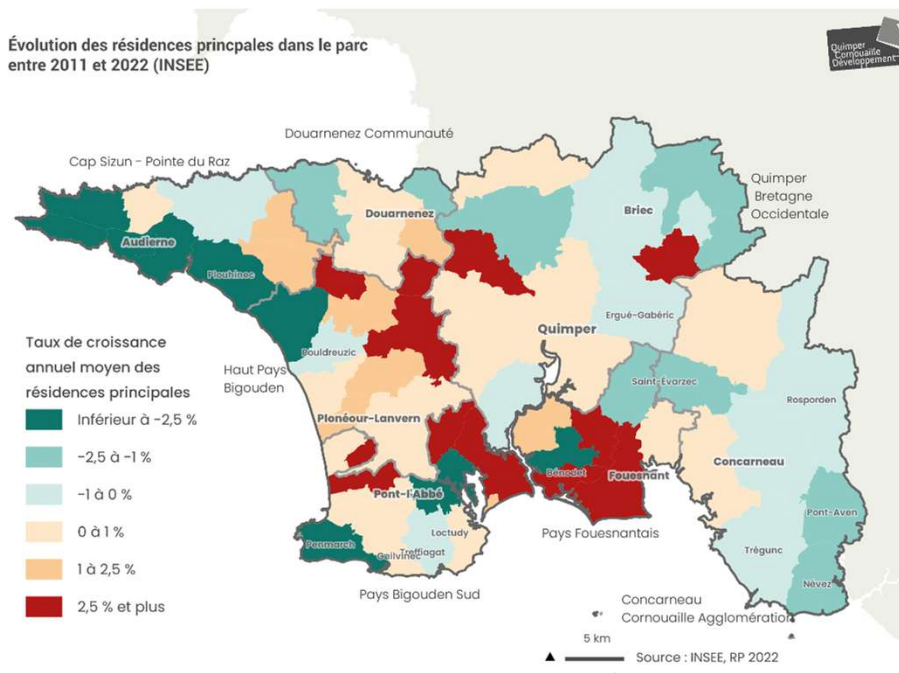 Évolution des résidences princpales dans le parc
entre 2011 et 2022 (INSEE)
Quimper
Cornouaille
Développement
Douarnenez Communauté
Cap Sizun - Pointe du Raz
Quimper
Bretagne
Occidentale
Douarnenez
Briec
Audierne
Plouhinec
Ergué-Gabéric
Quimper
Pouldreuzic
Haut Pays
Bigouden
Saint-Évarzec
Rosporden
Plonéour-Lanvern
Concarneau
Bénodet
Fouesnant
Pont-l'Abbé
Pont-Aven
Pays Fouesnantais
Loctudy
Penmarch
Guilvinec
Treffiagat
Trégunc
Névez
Pays Bigouden Sud
Concarneau
Cornouaille Agglomération
Taux de croissance
annuel moyen des
résidences principales
Inférieur à -2,5 %
-2,5 à -1 %
-1 à 0 %
0 à 1 %
1 à 2,5 %
2,5 % et plus
5 km
Source : INSEE, RP 2022